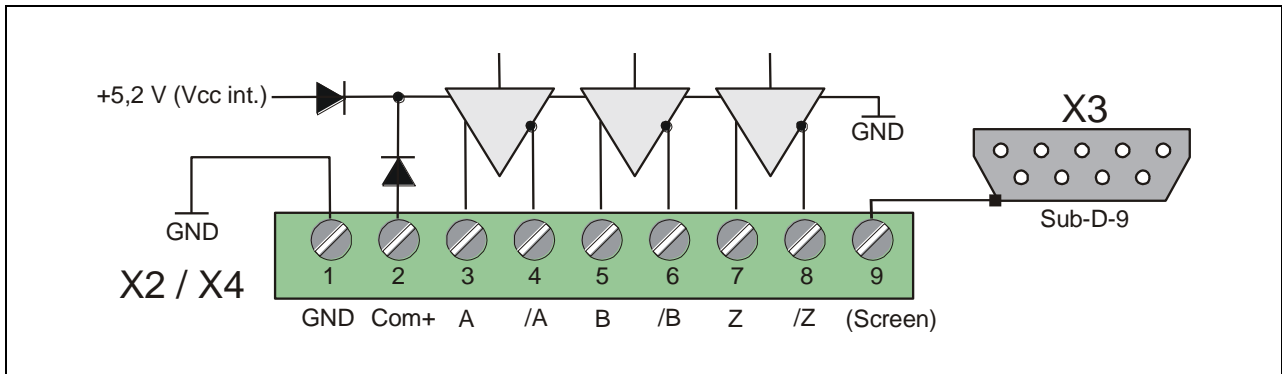 +5,2 V (Vcc int.)
GND
X3
GND
Sub-D-9
X2 / X4
1 2 3 4 5 6 7 8 9
GND Com+ A /A B /B Z /Z (Screen)